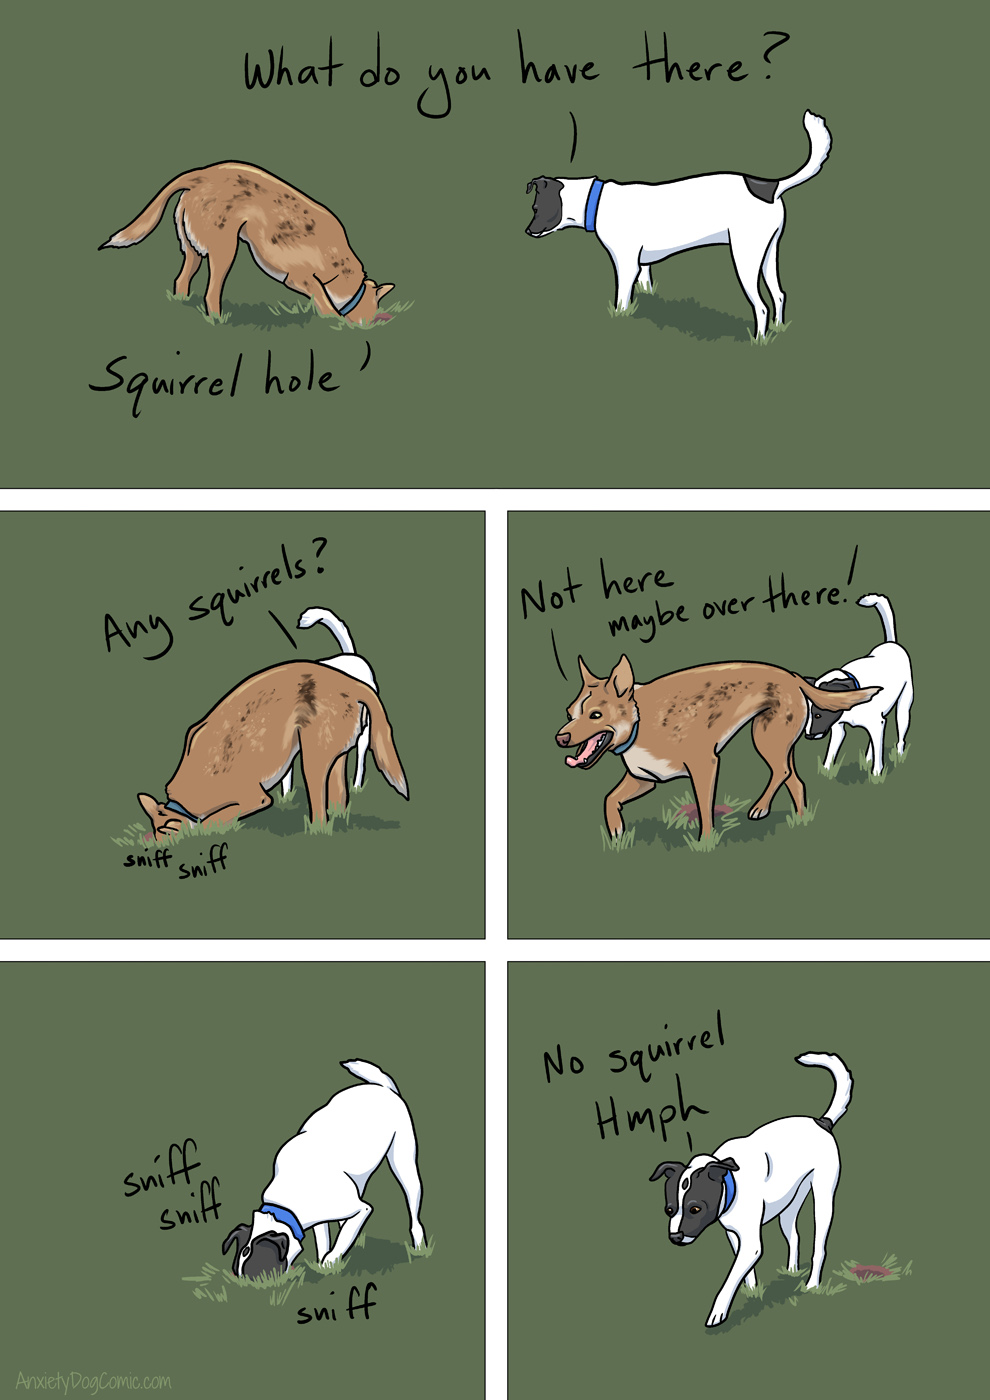 What do you have there?
Squirrel hole
Any squirrels?
sniff sniff
Not here
maybe over there!
sniff
sniff
sniff
No squirrel
Hmph
AnxietyDogComic.com